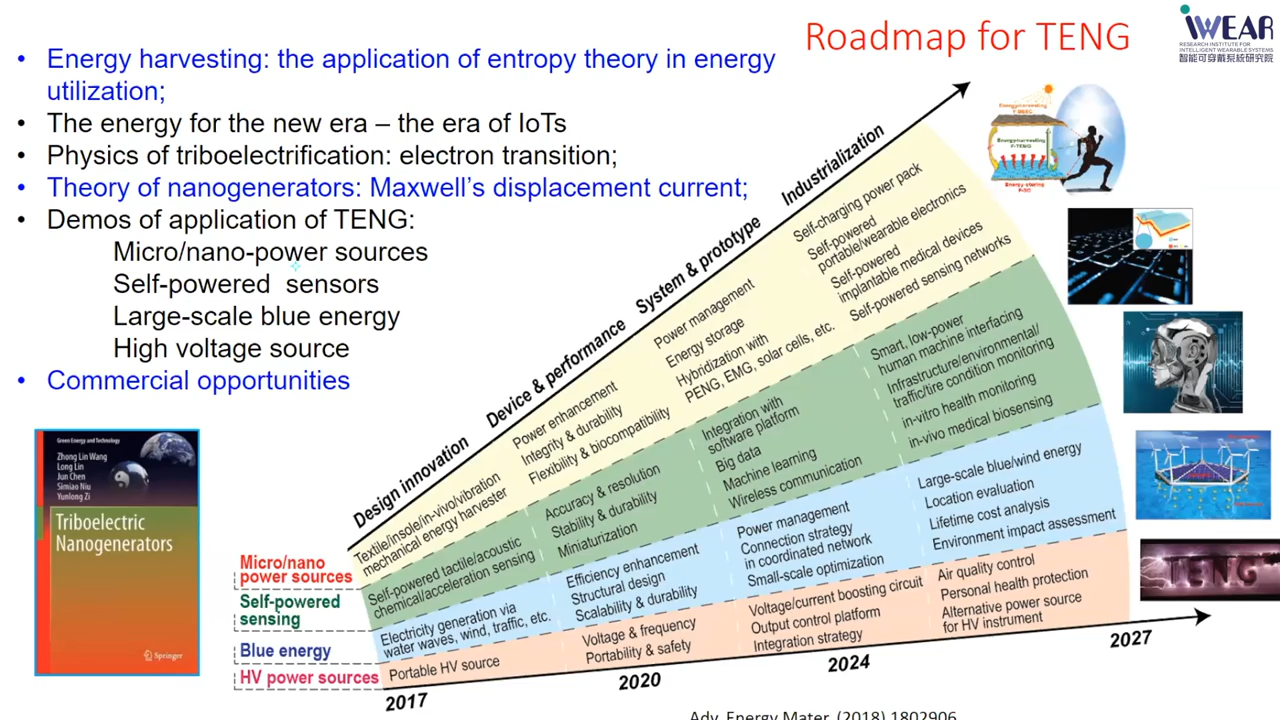 Roadmap for TENG
iWEAR
RESEARCH INSTITUTE FOR
INTELLIGENT WEARABLE SYSTEMS
智能可穿戴系統研究院
• Energy harvesting: the application of entropy theory in energy
utilization;
• The energy for the new era – the era of IoTs
• Physics of triboelectrification: electron transition;
• Theory of nanogenerators: Maxwell's displacement current;
• Demos of application of TENG:
Micro/nano-power sources
Self-powered sensors
Large-scale blue energy
High voltage source
• Commercial opportunities
Green Energy and Technology
Zhong Lin Wang
Long Lin
Jun Chen
Simiao Niu
Yunlong Zi
Triboelectric
Nanogenerators
Springer
Design innovation
Device & performance
System & prototype
Industrialization
Micro/nano
power sources
Textile/insole/in-vivo/vibration
mechanical energy harvester
Power enhancement
Integrity & durability
Flexibility & biocompatibility
Power management
Energy storage
Hybridization with
PENG, EMG, solar cells, etc.
Self-charging power pack
Self-powered
portable/wearable electronics
Self-powered
implantable medical devices
Self-powered sensing networks
Self-powered
sensing
Self-powered tactile/acoustic
chemical/acceleration sensing
Accuracy & resolution
Stability & durability
Miniaturization
Integration with
software platform
Big data
Machine learning
Wireless communication
Smart, low-power
human machine interfacing
Infrastructure/environmental/
traffic/tire condition monitoring
in-vitro health monitoring
in-vivo medical biosensing
Blue energy
Electricity generation via
water waves, wind, traffic, etc.
Efficiency enhancement
Structural design
Scalability & durability
Power management
Connection strategy
in coordinated network
Small-scale optimization
Large-scale blue/wind energy
Location evaluation
Lifetime cost analysis
Environment impact assessment
HV power sources
Portable HV source
Voltage & frequency
Portability & safety
Voltage/current boosting circuit
Output control platform
Integration strategy
Air quality control
Personal health protection
Alternative power source
for HV instrument
2017
2020
2024
2027
TENG
Adv. Energy Mater. (2018) 1802906